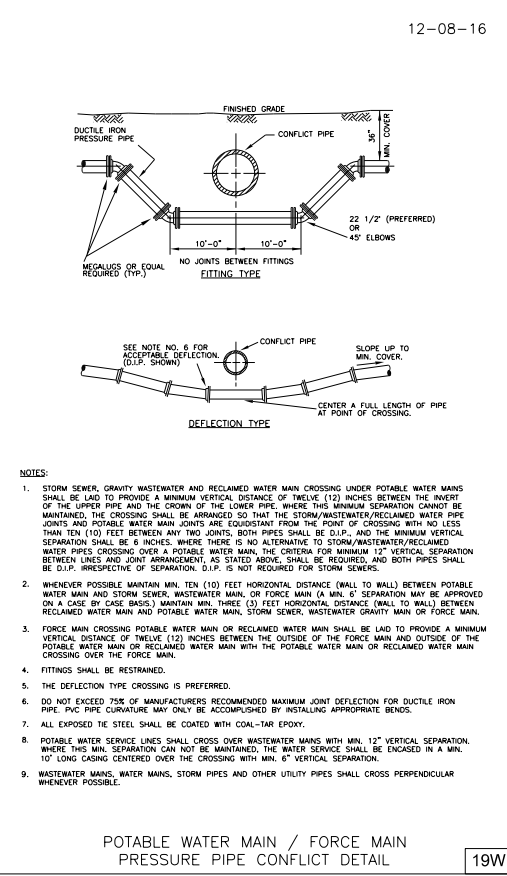 12-08-16
FINISHED GRADE
DUCTILE IRON
PRESSURE PIPE
CONFLICT PIPE
36"
MIN. COVER
22 1/2' (PREFERRED)
OR
45' ELBOWS
10'-0"
10'-0"
MEGALUGS OR EQUAL
REQUIRED (TYP.)
NO JOINTS BETWEEN FITTINGS
FITTING TYPE
SEE NOTE NO. 6 FOR
ACCEPTABLE DEFLECTION.
(D.I.P. SHOWN)
CONFLICT PIPE
SLOPE UP TO
MIN. COVER.
CENTER A FULL LENGTH OF PIPE
AT POINT OF CROSSING.
DEFLECTION TYPE
NOTES:
1. STORM SEWER, GRAVITY WASTEWATER AND RECLAIMED WATER MAIN CROSSING UNDER POTABLE WATER MAINS
SHALL BE LAID TO PROVIDE A MINIMUM VERTICAL DISTANCE OF TWELVE (12) INCHES BETWEEN THE INVERT
OF THE UPPER PIPE AND THE CROWN OF THE LOWER PIPE. WHERE THIS MINIMUM SEPARATION CANNOT BE
MAINTAINED, THE CROSSING SHALL BE ARRANGED SO THAT THE STORM/WASTEWATER/RECLAIMED WATER PIPE
JOINTS AND POTABLE WATER MAIN JOINTS ARE EQUIDISTANT FROM THE POINT OF CROSSING WITH NO LESS
THAN TEN (10) FEET BETWEEN ANY TWO JOINTS, BOTH PIPES SHALL BE D.I.P., AND THE MINIMUM VERTICAL
SEPARATION SHALL BE 6 INCHES. WHERE THERE IS NO ALTERNATIVE TO STORM/WASTEWATER/RECLAIMED
WATER PIPES CROSSING OVER A POTABLE WATER MAIN, THE CRITERIA FOR MINIMUM 12" VERTICAL SEPARATION
BETWEEN LINES AND JOINT ARRANGEMENT, AS STATED ABOVE, SHALL BE REQUIRED, AND BOTH PIPES SHALL
BE D.I.P. IRRESPECTIVE OF SEPARATION. D.I.P. IS NOT REQUIRED FOR STORM SEWERS.
2. WHENEVER POSSIBLE MAINTAIN MIN. TEN (10) FEET HORIZONTAL DISTANCE (WALL TO WALL) BETWEEN POTABLE
WATER MAIN AND STORM SEWER, WASTEWATER MAIN, OR FORCE MAIN (A MIN. 6' SEPARATION MAY BE APPROVED
ON A CASE BY CASE BASIS.) MAINTAIN MIN. THREE (3) FEET HORIZONTAL DISTANCE (WALL TO WALL) BETWEEN
RECLAIMED WATER MAIN AND POTABLE WATER MAIN, STORM SEWER, WASTEWATER GRAVITY MAIN OR FORCE MAIN.
3. FORCE MAIN CROSSING POTABLE WATER MAIN OR RECLAIMED WATER MAIN SHALL BE LAID TO PROVIDE A MINIMUM
VERTICAL DISTANCE OF TWELVE (12) INCHES BETWEEN THE OUTSIDE OF THE FORCE MAIN AND OUTSIDE OF THE
POTABLE WATER MAIN OR RECLAIMED WATER MAIN WITH THE POTABLE WATER MAIN OR RECLAIMED WATER MAIN
CROSSING OVER THE FORCE MAIN.
4. FITTINGS SHALL BE RESTRAINED.
5. THE DEFLECTION TYPE CROSSING IS PREFERRED.
6. DO NOT EXCEED 75% OF MANUFACTURERS RECOMMENDED MAXIMUM JOINT DEFLECTION FOR DUCTILE IRON
PIPE. PVC PIPE CURVATURE MAY ONLY BE ACCOMPLISHED BY INSTALLING APPROPRIATE BENDS.
7. ALL EXPOSED TIE STEEL SHALL BE COATED WITH COAL-TAR EPOXY.
8. POTABLE WATER SERVICE LINES SHALL CROSS OVER WASTEWATER MAINS WITH MIN. 12" VERTICAL SEPARATION.
WHERE THIS MIN. SEPARATION CAN NOT BE MAINTAINED, THE WATER SERVICE SHALL BE ENCASED IN A MIN.
10' LONG CASING CENTERED OVER THE CROSSING WITH MIN. 6" VERTICAL SEPARATION.
9. WASTEWATER MAINS, WATER MAINS, STORM PIPES AND OTHER UTILITY PIPES SHALL CROSS PERPENDICULAR
WHENEVER POSSIBLE.
POTABLE WATER MAIN / FORCE MAIN
PRESSURE PIPE CONFLICT DETAIL
19W